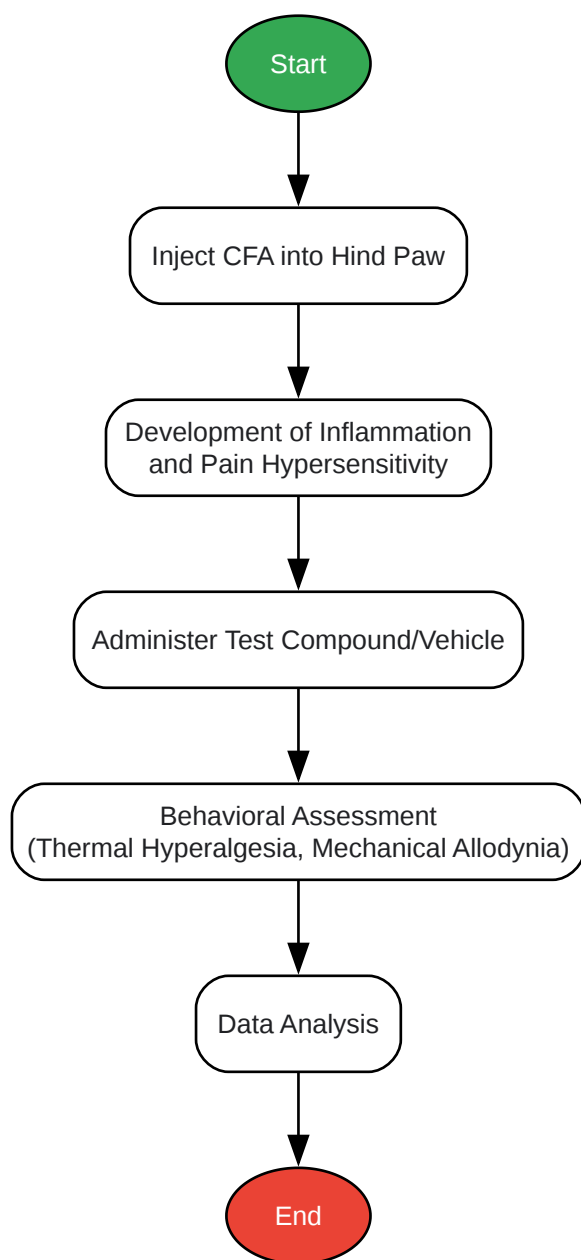 Start
Inject CFA into Hind Paw
Development of Inflammation
and Pain Hypersensitivity
Administer Test Compound/Vehicle
Behavioral Assessment
(Thermal Hyperalgesia, Mechanical Allodynia)
Data Analysis
End